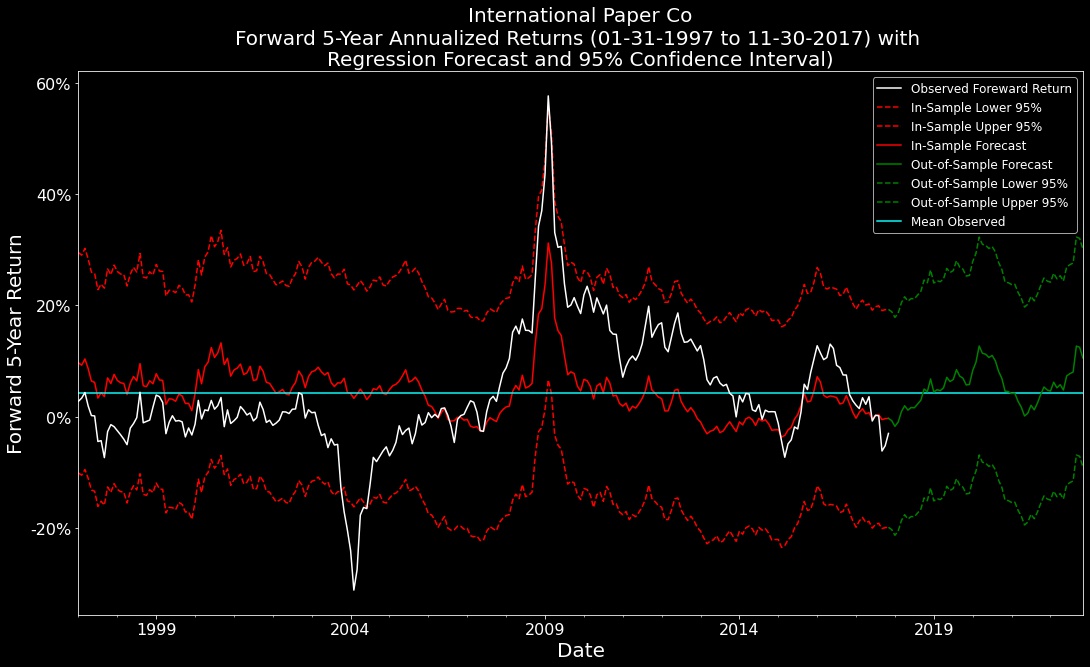 International Paper Co
Forward 5-Year Annualized Returns (01-31-1997 to 11-30-2017) with
Regression Forecast and 95% Confidence Interval)
Forward 5-Year Return
60%
40%
20%
0%
-20%
Observed Foreward Return
In-Sample Lower 95%
In-Sample Upper 95%
In-Sample Forecast
Out-of-Sample Forecast
Out-of-Sample Lower 95%
Out-of-Sample Upper 95%
Mean Observed
1999
2004
2009
2014
2019
Date